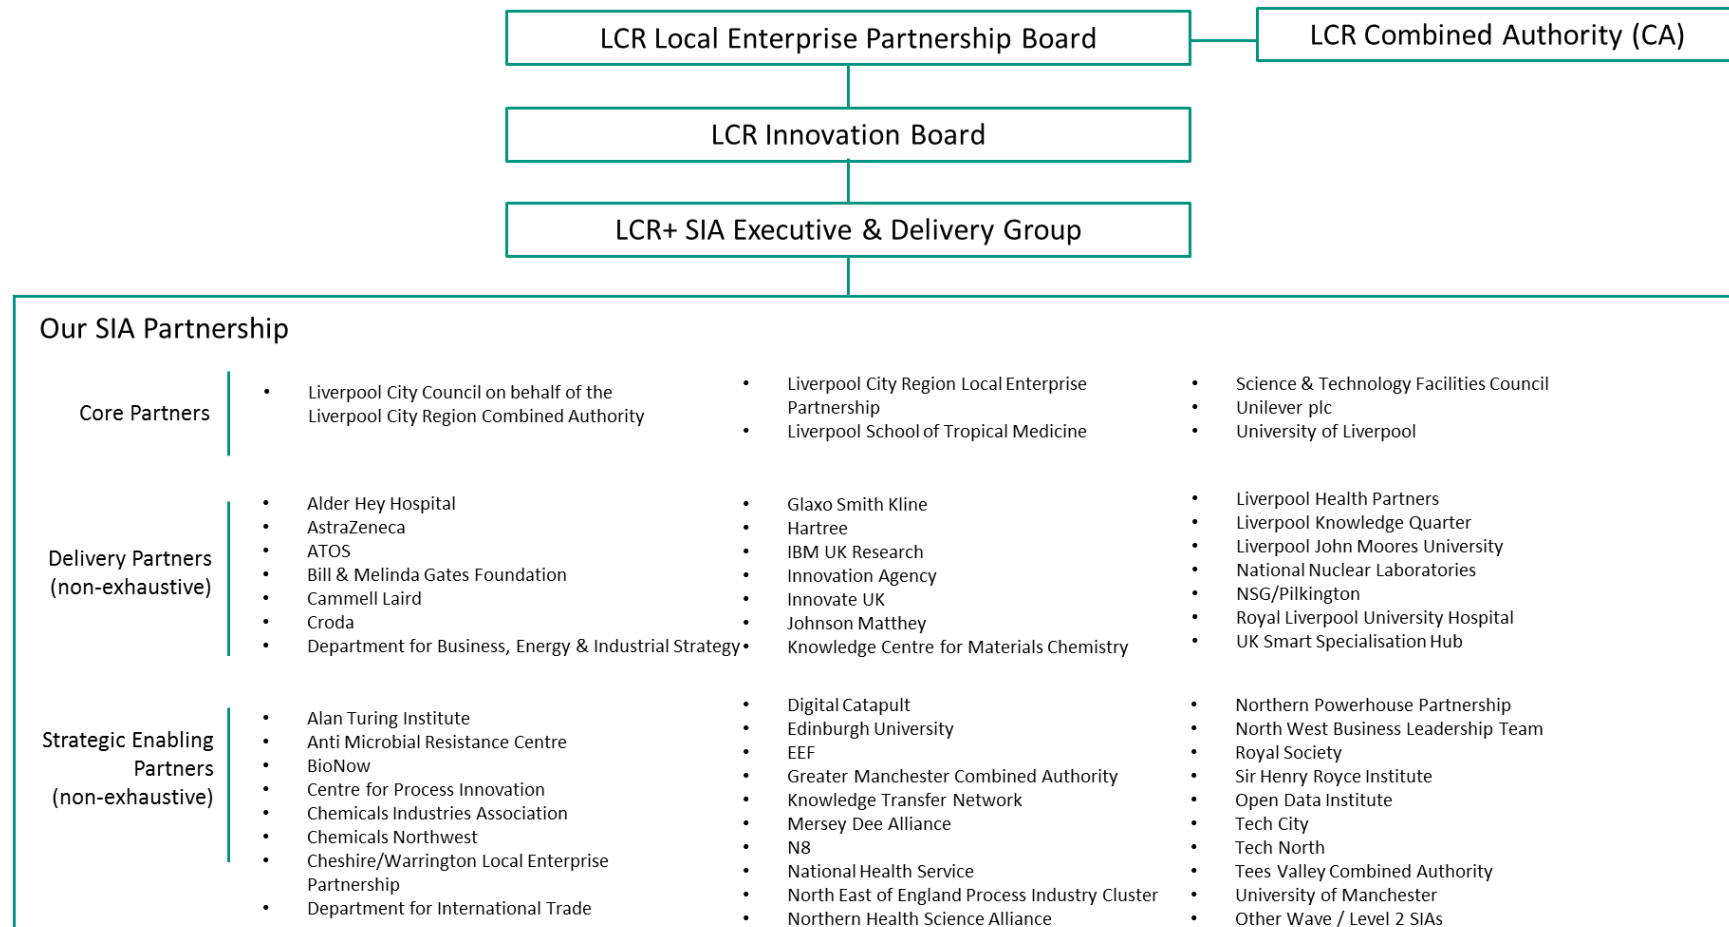 LCR Local Enterprise Partnership Board
LCR Combined Authority (CA)
LCR Innovation Board
LCR+ SIA Executive & Delivery Group
Our SIA Partnership
Core Partners
• Liverpool City Council on behalf of the
Liverpool City Region Combined Authority
• Liverpool City Region Local Enterprise
Partnership
• Liverpool School of Tropical Medicine
• Science & Technology Facilities Council
• Unilever plc
• University of Liverpool
Delivery Partners
(non-exhaustive)
• Alder Hey Hospital
• AstraZeneca
• ATOS
• Bill & Melinda Gates Foundation
• Cammell Laird
• Croda
• Department for Business, Energy & Industrial Strategy
• Glaxo Smith Kline
• Hartree
• IBM UK Research
• Innovation Agency
• Innovate UK
• Johnson Matthey
• Knowledge Centre for Materials Chemistry
• Liverpool Health Partners
• Liverpool Knowledge Quarter
• Liverpool John Moores University
• National Nuclear Laboratories
• NSG/Pilkington
• Royal Liverpool University Hospital
• UK Smart Specialisation Hub
Strategic Enabling
Partners
(non-exhaustive)
• Alan Turing Institute
• Anti Microbial Resistance Centre
• BioNow
• Centre for Process Innovation
• Chemicals Industries Association
• Chemicals Northwest
• Cheshire/Warrington Local Enterprise
Partnership
• Department for International Trade
• Digital Catapult
• Edinburgh University
• EEF
• Greater Manchester Combined Authority
• Knowledge Transfer Network
• Mersey Dee Alliance
• N8
• National Health Service
• North East of England Process Industry Cluster
• Northern Health Science Alliance
• Northern Powerhouse Partnership
• North West Business Leadership Team
• Royal Society
• Sir Henry Royce Institute
• Open Data Institute
• Tech City
• Tech North
• Tees Valley Combined Authority
• University of Manchester
• Other Wave / Level 2 SIAs